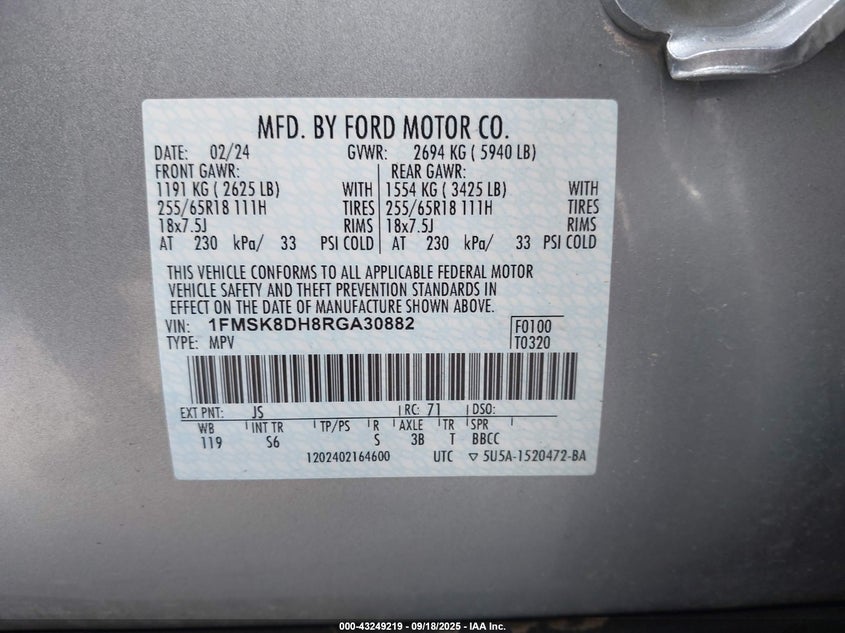 MFD. BY FORD MOTOR CO.
DATE: 02/24 GVWR: 2694 KG ( 5940 LB)
FRONT GAWR: REAR GAWR:
1191 KG ( 2625 LB) WITH 1554 KG ( 3425 LB) WITH
255/65R18 111H TIRES 255/65R18 111H TIRES
18x7.5J RIMS 18x7.5J RIMS
AT 230 kPa/ 33 PSI COLD AT 230 kPa/ 33 PSI COLD
THIS VEHICLE CONFORMS TO ALL APPLICABLE FEDERAL MOTOR
VEHICLE SAFETY AND THEFT PREVENTION STANDARDS IN
EFFECT ON THE DATE OF MANUFACTURE SHOWN ABOVE.
VIN: 1FMSK8DH8RGA30882 F0100
TYPE: MPV T0320
EXT PNT: JS RC: 71 DSO:
WB INT TR TP/PS R AXLE TR SPR
119 S6 S 3B T BBCC
1202402164600 UTC ▽ 5U5A-1520472-BA
000-43249219 - 09/18/2025 - IAA Inc.